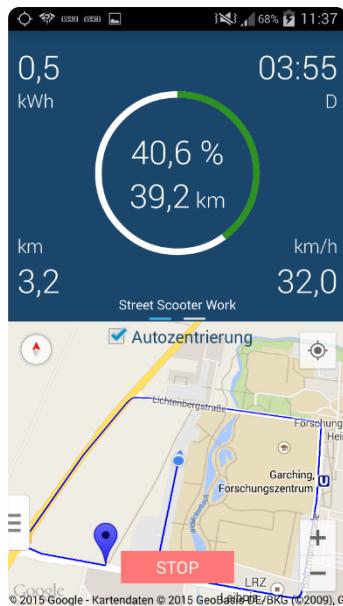 68% 11:37
0,5
kWh
03:55
D
40,6 %
39,2 km
km
3,2
km/h
32,0
Street Scooter Work
Autozentrierung
Lichtenbergstraße
Forschung
Garching,
Forschungszentrum
U
STOP
+
−
LRZ
Google
© 2015 Google - Kartendaten © 2015 GeoBasis-DE/BKG (©2009), G